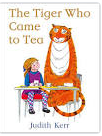 The Tiger Who
Came to Tea
Judith Kerr